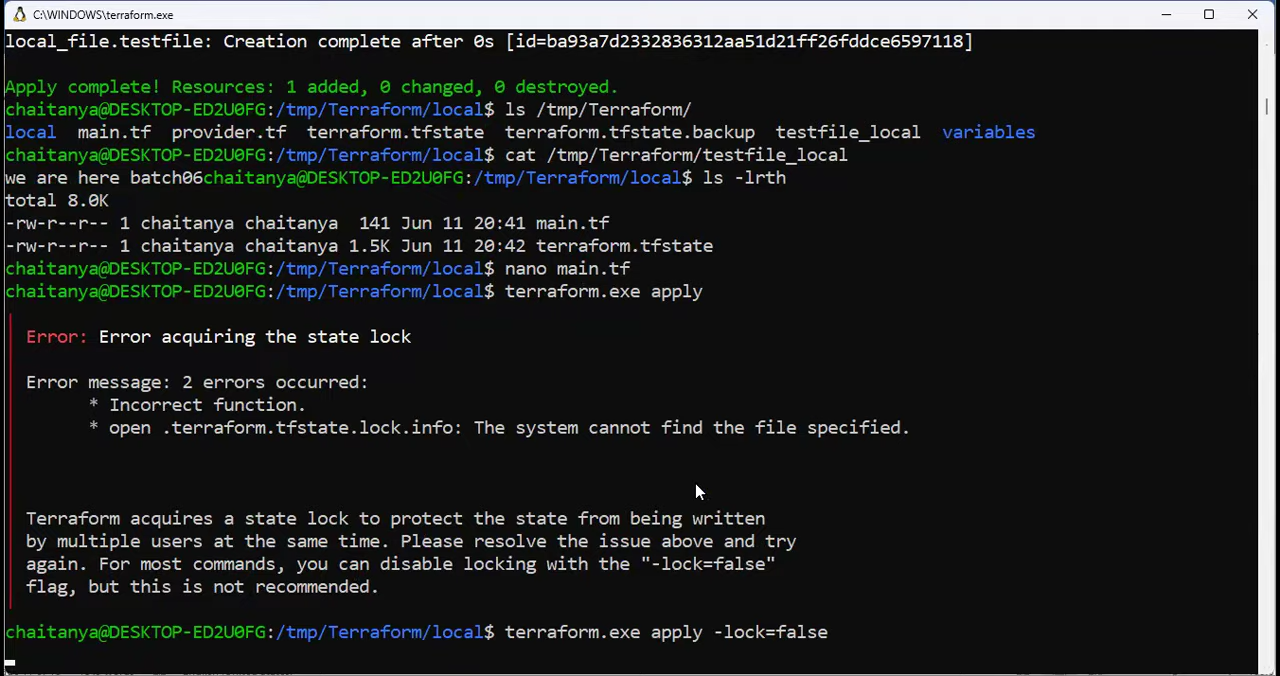 C:\WINDOWS\terraform.exe
local_file.testfile: Creation complete after 0s [id=ba93a7d2332836312aa51d21ff26fddce6597118]
Apply complete! Resources: 1 added, 0 changed, 0 destroyed.
chaitanya@DESKTOP-ED2U0FG:/tmp/Terraform/local$ ls /tmp/Terraform/
local  main.tf  provider.tf  terraform.tfstate  terraform.tfstate.backup  testfile_local  variables
chaitanya@DESKTOP-ED2U0FG:/tmp/Terraform/local$ cat /tmp/Terraform/testfile_local
we are here batch06chaitanya@DESKTOP-ED2U0FG:/tmp/Terraform/local$ ls -lrth
total 8.0K
-rw-r--r-- 1 chaitanya chaitanya  141 Jun 11 20:41 main.tf
-rw-r--r-- 1 chaitanya chaitanya 1.5K Jun 11 20:42 terraform.tfstate
chaitanya@DESKTOP-ED2U0FG:/tmp/Terraform/local$ nano main.tf
chaitanya@DESKTOP-ED2U0FG:/tmp/Terraform/local$ terraform.exe apply
Error: Error acquiring the state lock
Error message: 2 errors occurred:
* Incorrect function.
* open .terraform.tfstate.lock.info: The system cannot find the file specified.
Terraform acquires a state lock to protect the state from being written
by multiple users at the same time. Please resolve the issue above and try
again. For most commands, you can disable locking with the "-lock=false"
flag, but this is not recommended.
chaitanya@DESKTOP-ED2U0FG:/tmp/Terraform/local$ terraform.exe apply -lock=false